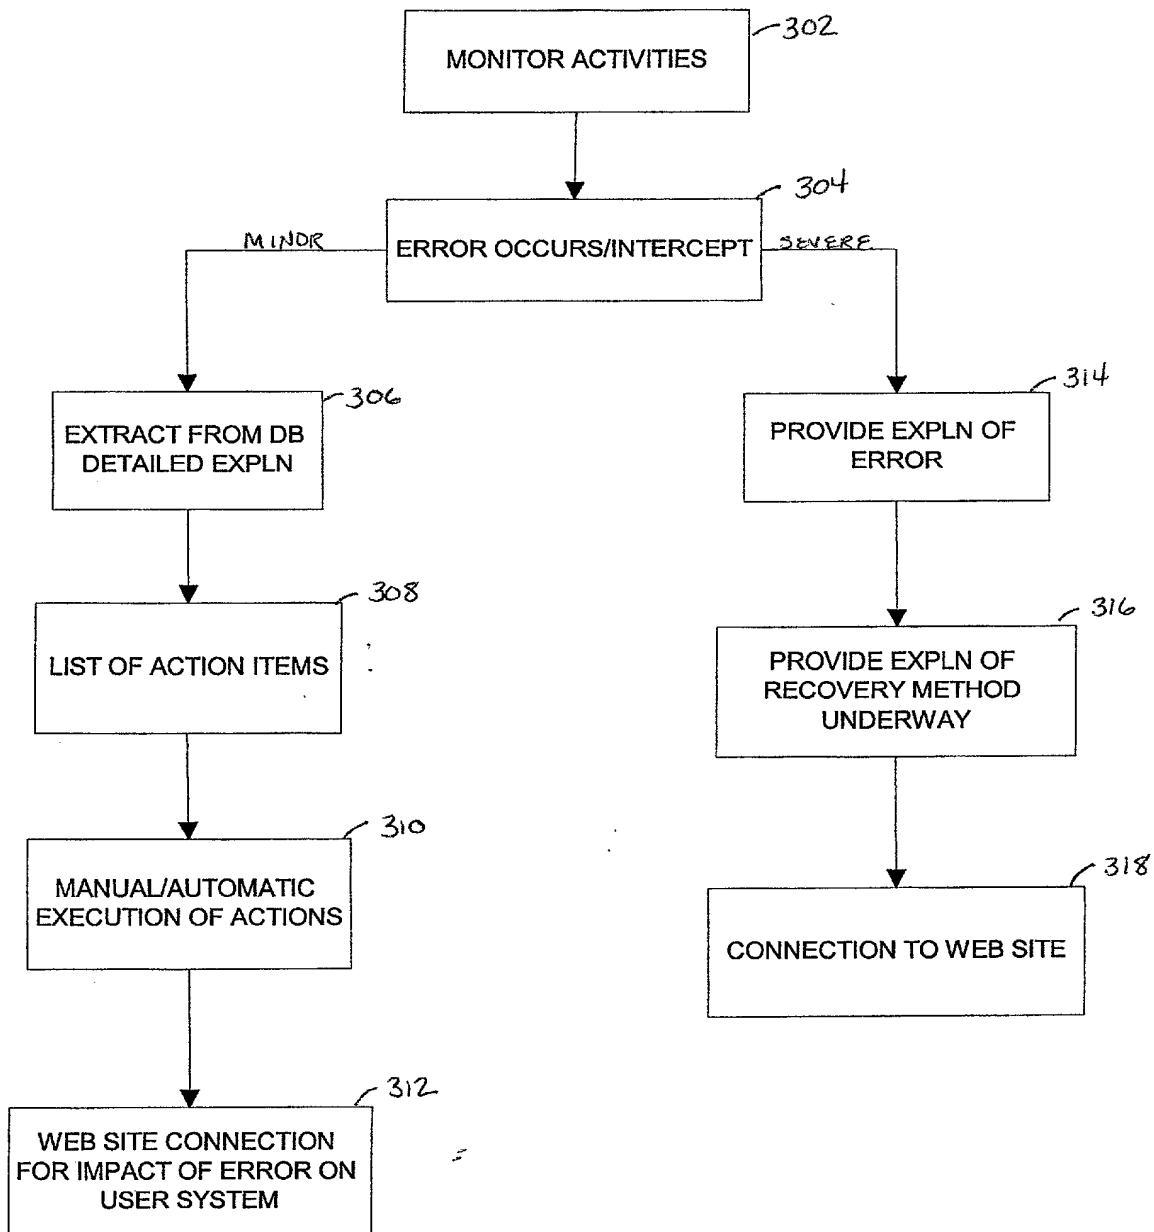 302
MONITOR ACTIVITIES
304
MINOR
ERROR OCCURS/INTERCEPT
SEVERE
306
EXTRACT FROM DB
DETAILED EXPLN
314
PROVIDE EXPLN OF
ERROR
308
LIST OF ACTION ITEMS
316
PROVIDE EXPLN OF
RECOVERY METHOD
UNDERWAY
310
MANUAL/AUTOMATIC
EXECUTION OF ACTIONS
318
CONNECTION TO WEB SITE
312
WEB SITE CONNECTION
FOR IMPACT OF ERROR ON
USER SYSTEM